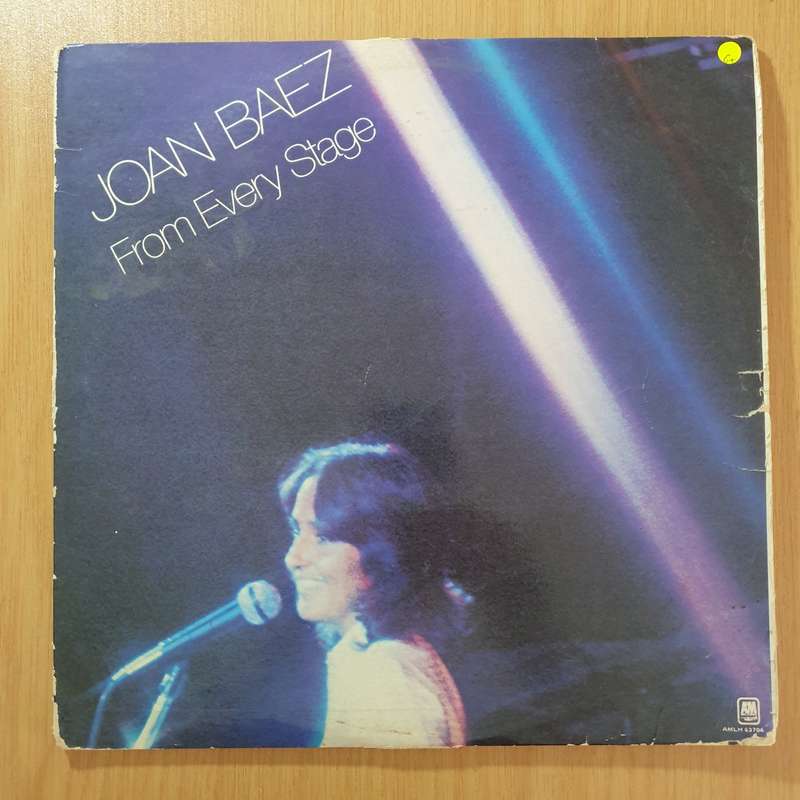 JOAN BAEZ
From Every Stage
A&M
AMLH 63704